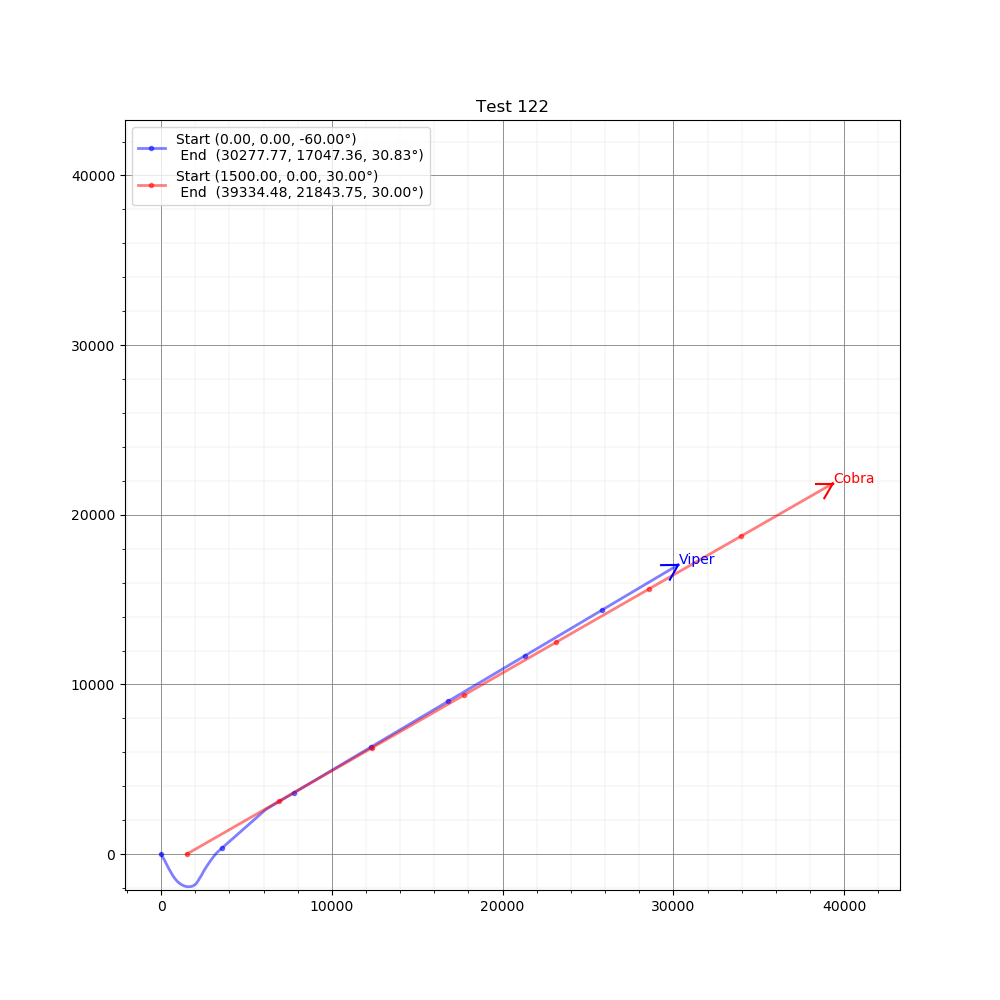 Test 122
Start (0.00, 0.00, -60.00°)
End  (30277.77, 17047.36, 30.83°)
Start (1500.00, 0.00, 30.00°)
End  (39334.48, 21843.75, 30.00°)
40000
30000
20000
10000
0
Cobra
Viper
0
10000
20000
30000
40000